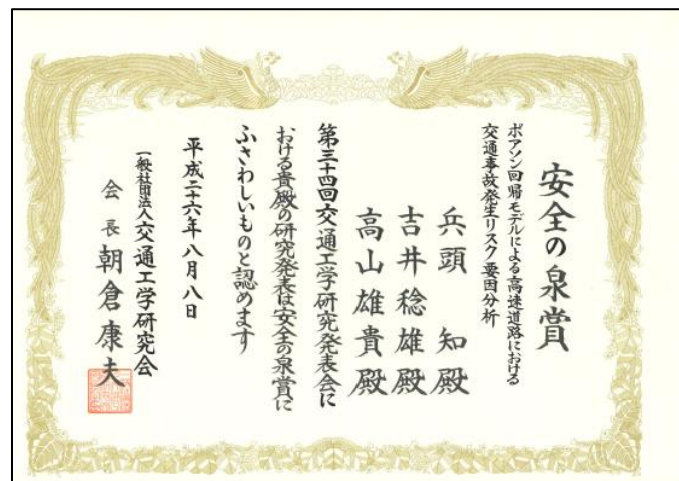 安全の泉賞
ポアソン回帰モデルによる高速道路における
交通事故発生リスク要因分析
兵頭 知殿
吉井稔雄殿
高山雄貴殿
第三十四回交通工学研究発表会に
おける貴殿の研究発表は安全の泉賞に
ふさわしいものと認めます
平成二十六年八月八日
一般社団法人交通工学研究会
会長 朝倉康夫